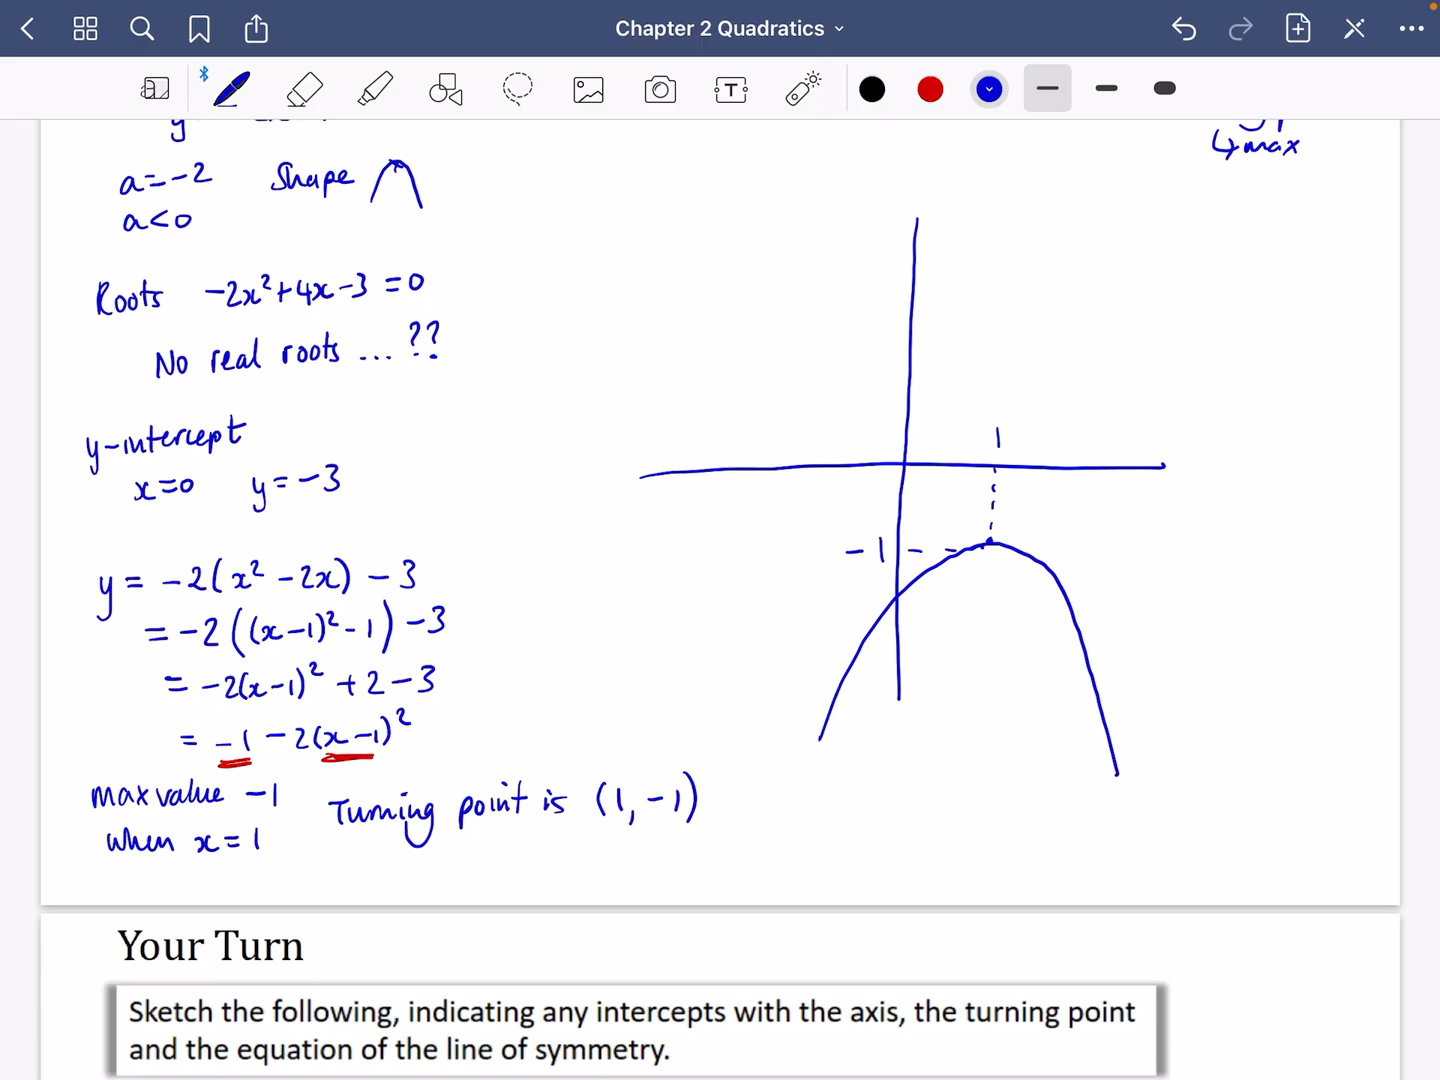 Chapter 2 Quadratics
T
y
↳max
a=-2 Shape
a<0
Roots -2x²+4x-3=0
No real roots ...??
y-intercept
x=0 y=-3
1
-1
y = -2(x² - 2x) - 3
= -2((x-1)² - 1) - 3
= -2(x-1)² + 2 - 3
= -1 - 2(x-1)²
max value -1
when x=1
Turning point is (1, -1)
Your Turn
Sketch the following, indicating any intercepts with the axis, the turning point
and the equation of the line of symmetry.